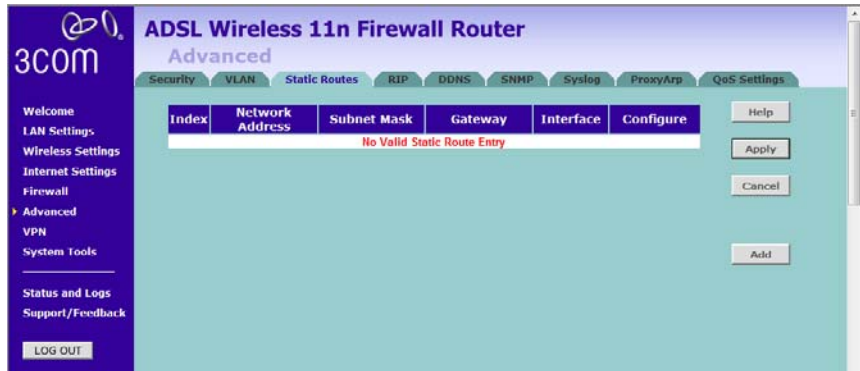 3COM
ADSL Wireless 11n Firewall Router
Advanced
Security VLAN Static Routes RIP DDNS SNMP Syslog ProxyArp QoS Settings
Welcome
LAN Settings
Wireless Settings
Internet Settings
Firewall
Advanced
VPN
System Tools
Status and Logs
Support/Feedback
LOG OUT
Index Network Address Subnet Mask Gateway Interface Configure
No Valid Static Route Entry
Help
Apply
Cancel
Add